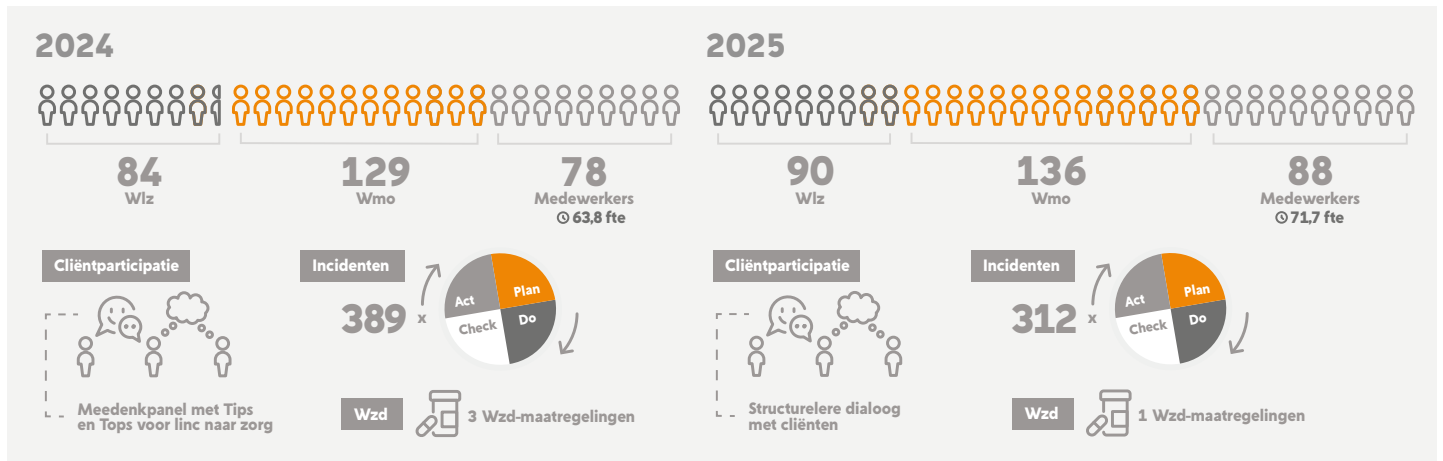 2024
84
Wlz
129
Wmo
78
Medewerkers
63,8 fte
Cliëntparticipatie
Meedenkpanel met Tips
en Tops voor linc naar zorg
Incidenten
389 x
Act
Plan
Check
Do
Wzd
3 Wzd-maatregelingen
2025
90
Wlz
136
Wmo
88
Medewerkers
71,7 fte
Cliëntparticipatie
Structurelere dialoog
met cliënten
Incidenten
312 x
Act
Plan
Check
Do
Wzd
1 Wzd-maatregelingen